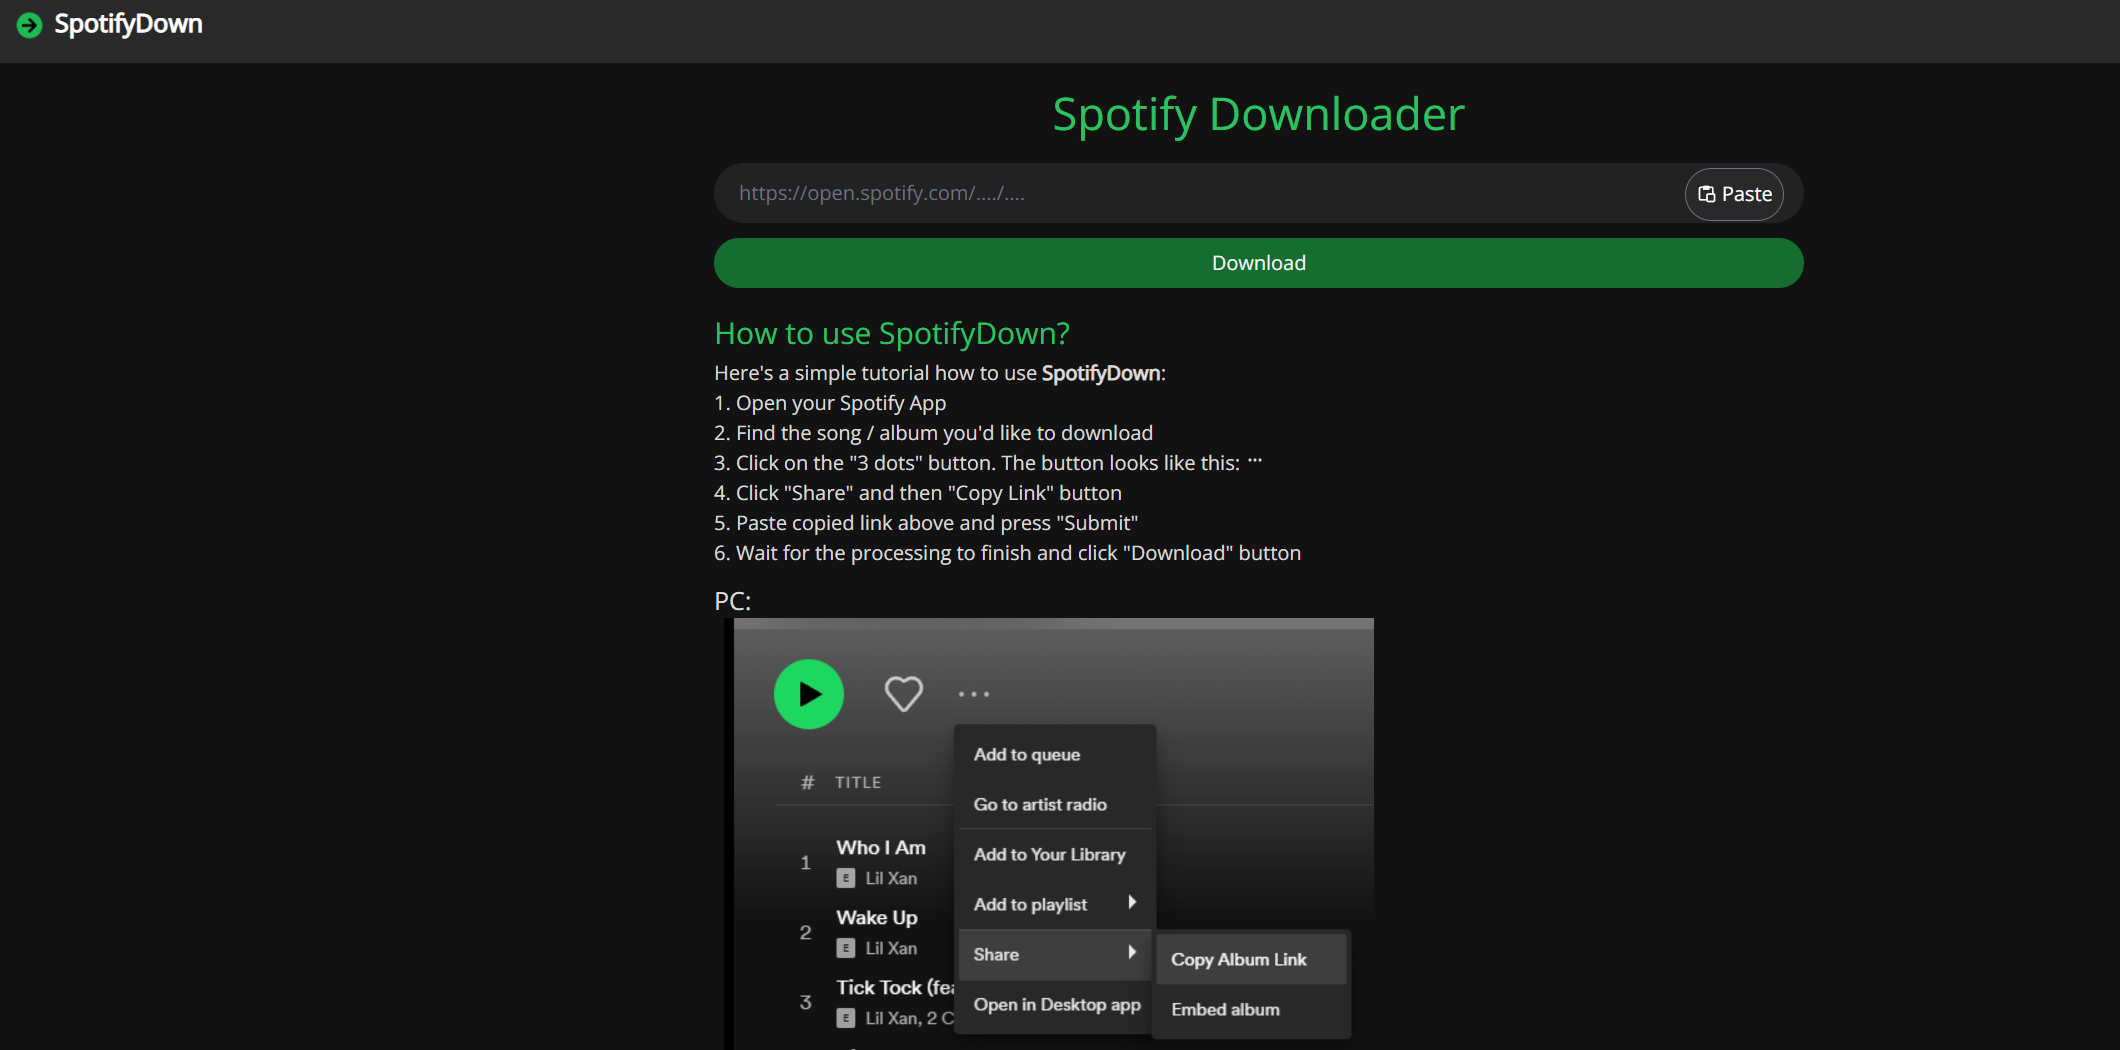 SpotifyDown
Spotify Downloader
https://open.spotify.com/..../....
Paste
Download
How to use SpotifyDown?
Here's a simple tutorial how to use SpotifyDown:
1. Open your Spotify App
2. Find the song / album you'd like to download
3. Click on the "3 dots" button. The button looks like this: ···
4. Click "Share" and then "Copy Link" button
5. Paste copied link above and press "Submit"
6. Wait for the processing to finish and click "Download" button
PC:
# TITLE
1 Who I Am
E Lil Xan
2 Wake Up
E Lil Xan
3 Tick Tock (fea
E Lil Xan, 2 C
Add to queue
Go to artist radio
Add to Your Library
Add to playlist
Share
Open in Desktop app
Copy Album Link
Embed album